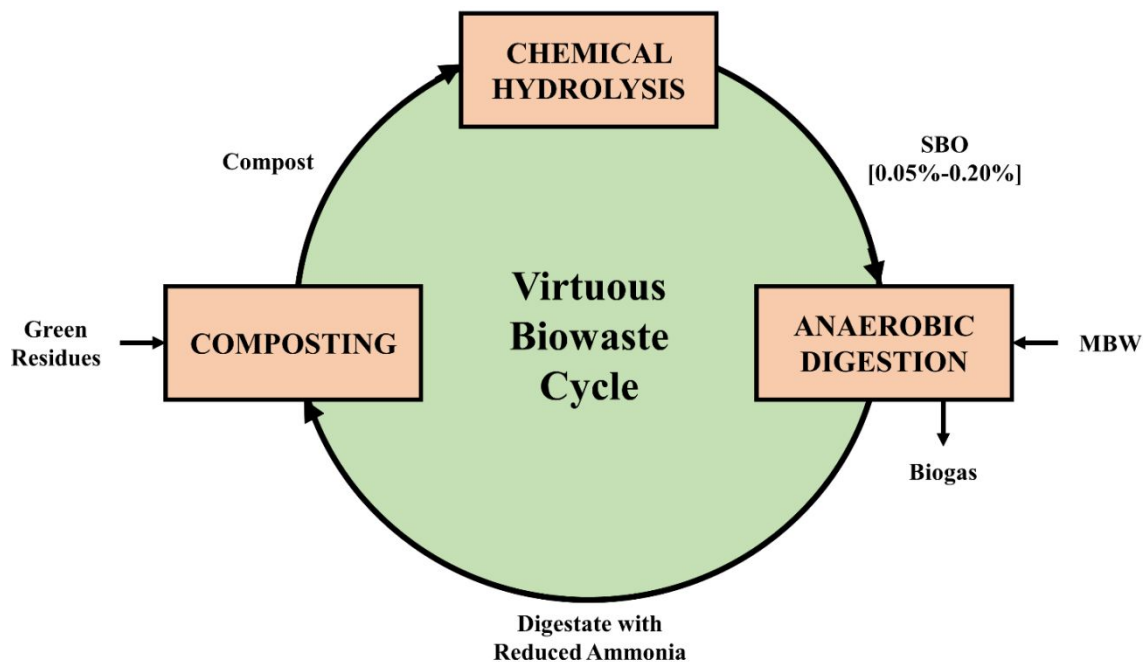 CHEMICAL
HYDROLYSIS
Compost
SBO
[0.05%-0.20%]
Virtuous
Biowaste
Cycle
Green
Residues
COMPOSTING
ANAEROBIC
DIGESTION
MBW
Biogas
Digestate with
Reduced Ammonia